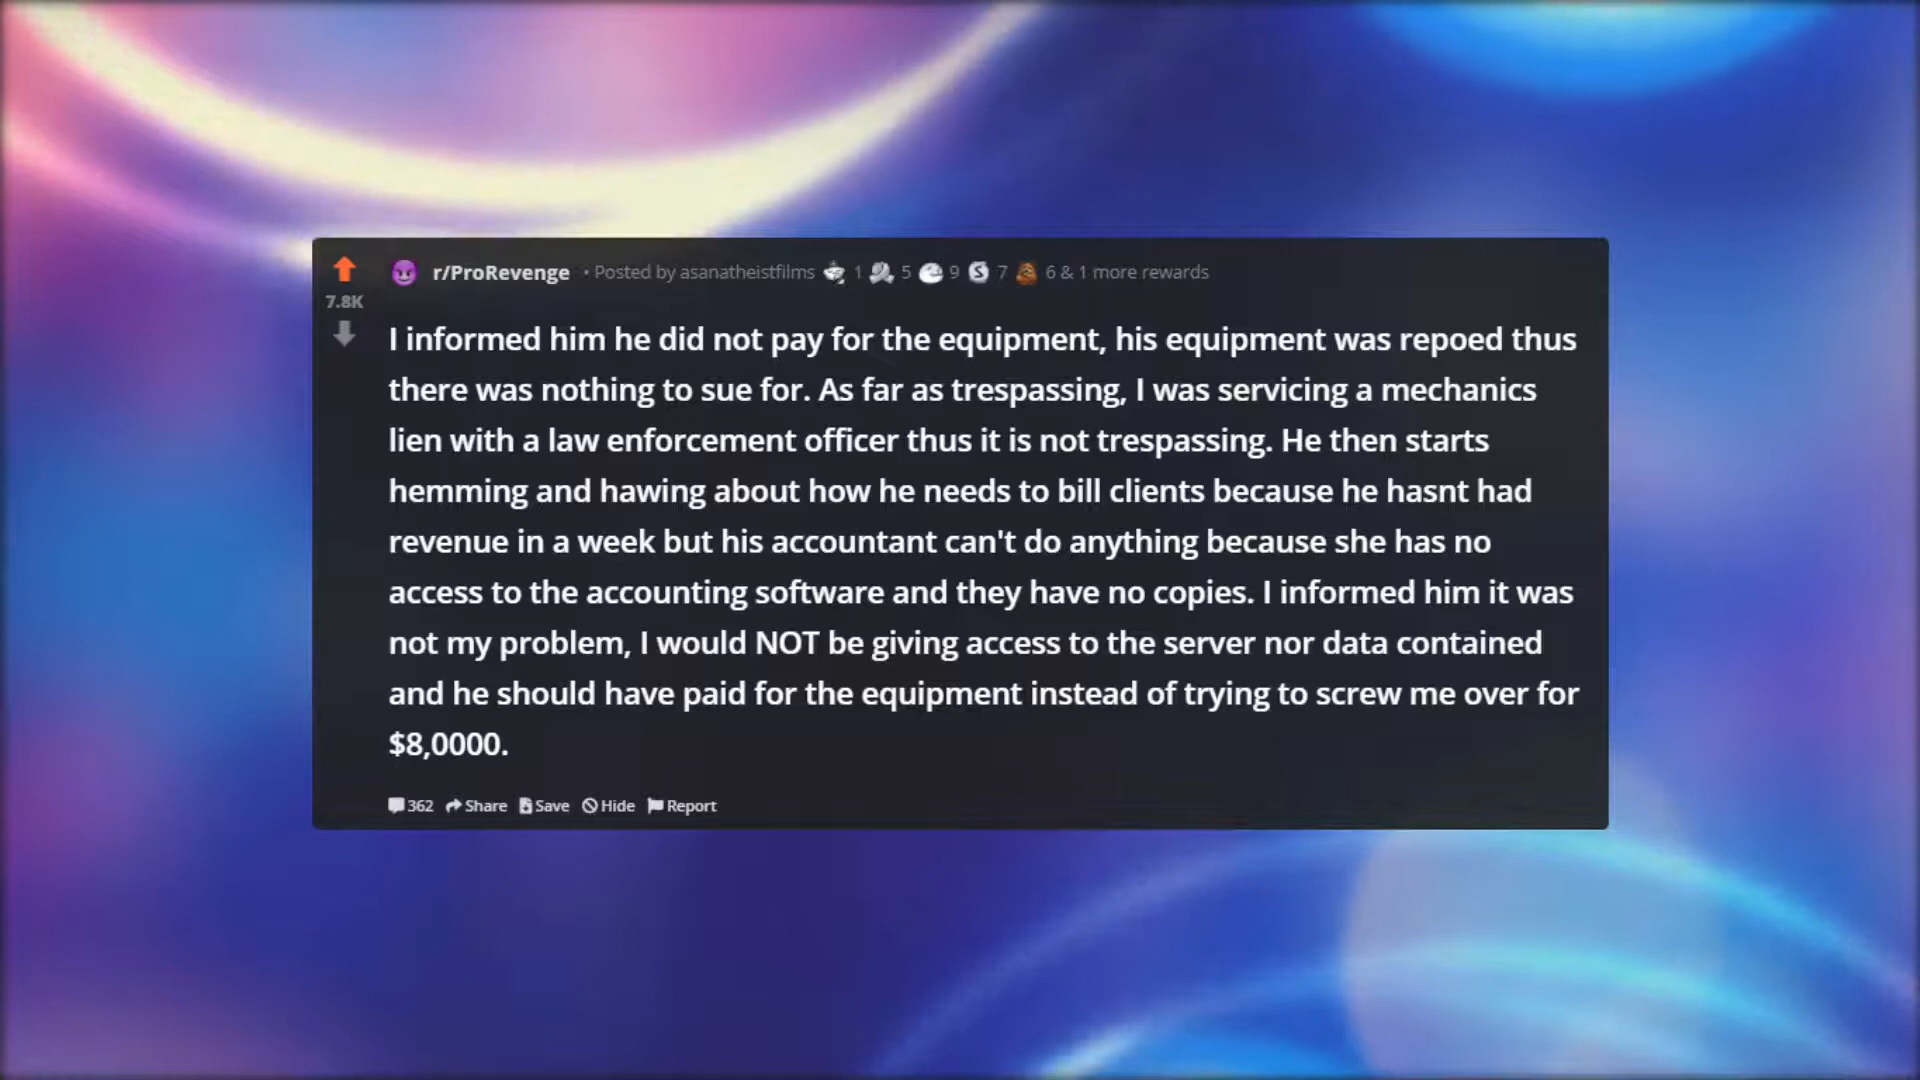 r/ProRevenge • Posted by asanatheistfilms 1 5 9 7 6 & 1 more rewards
7.8K
I informed him he did not pay for the equipment, his equipment was repoed thus
there was nothing to sue for. As far as trespassing, I was servicing a mechanics
lien with a law enforcement officer thus it is not trespassing. He then starts
hemming and hawing about how he needs to bill clients because he hasnt had
revenue in a week but his accountant can't do anything because she has no
access to the accounting software and they have no copies. I informed him it was
not my problem, I would NOT be giving access to the server nor data contained
and he should have paid for the equipment instead of trying to screw me over for
$8,0000.
362 Share Save Hide Report